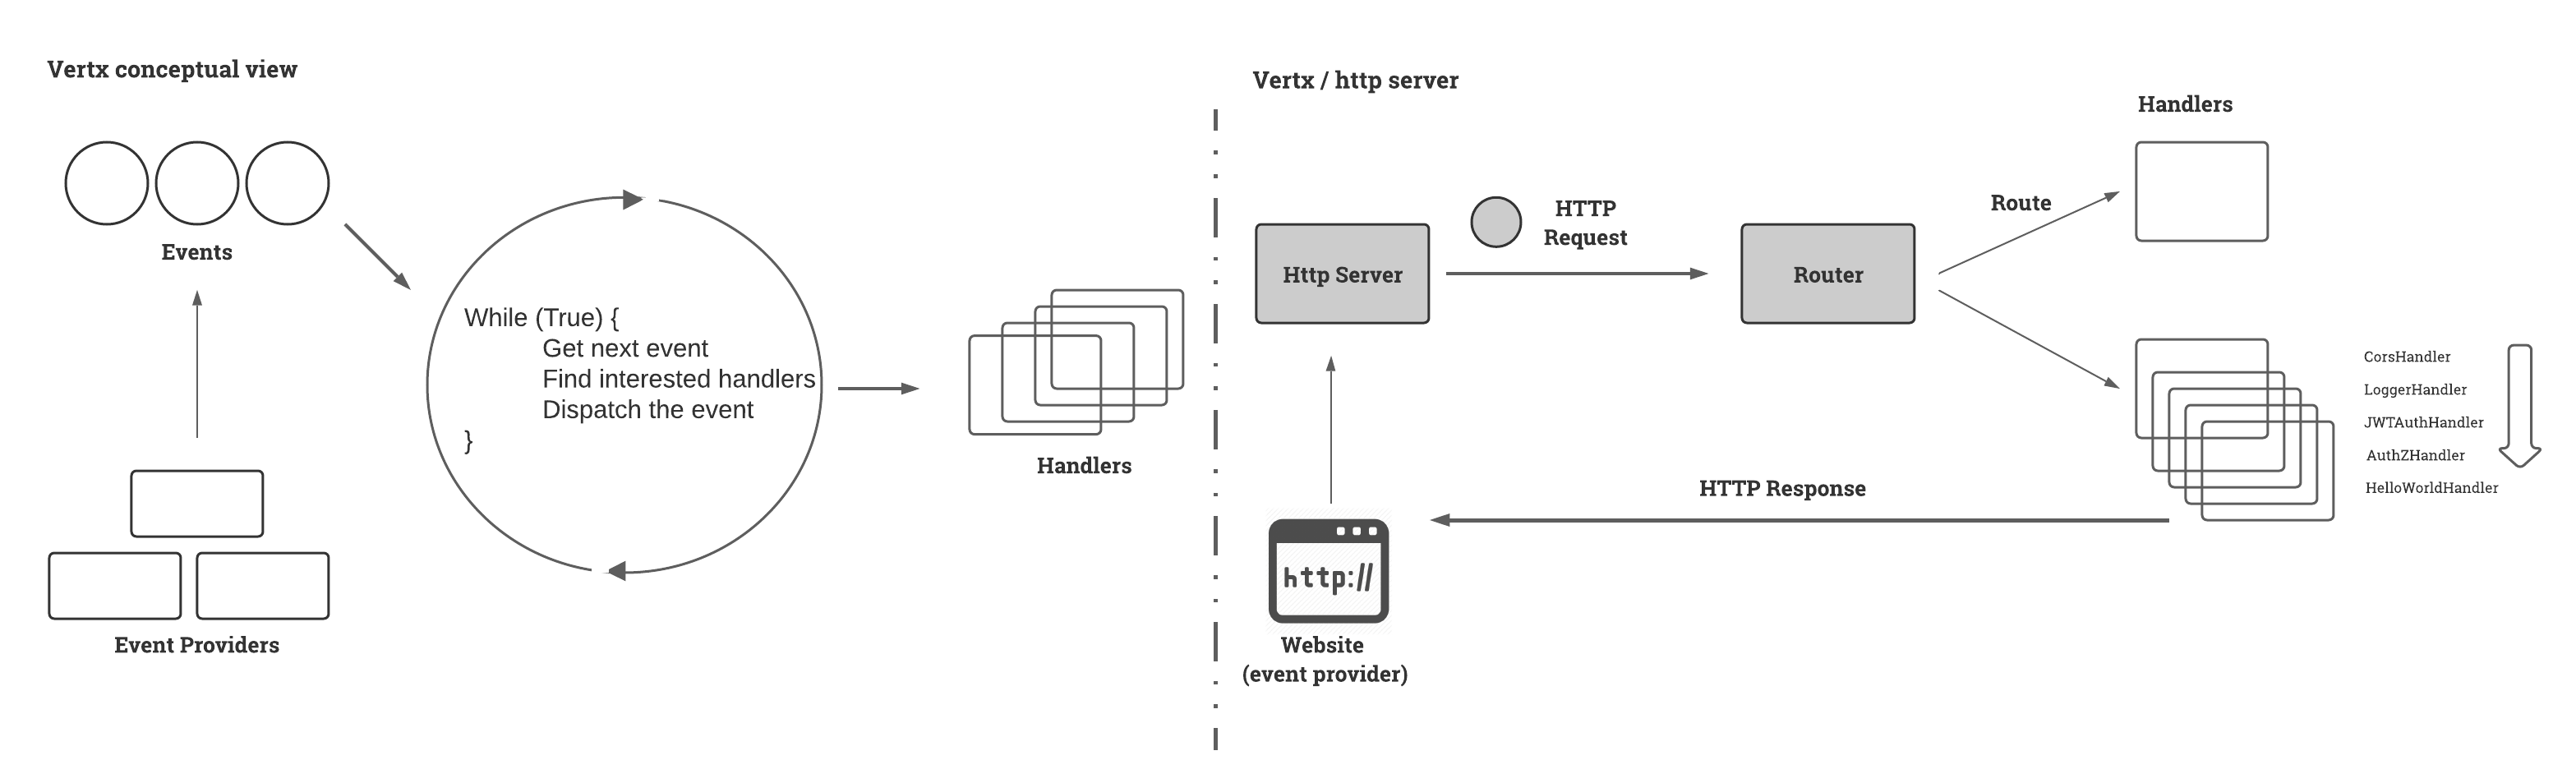 Vertx conceptual view
Events
Event Providers
While (True) {
Get next event
Find interested handlers
Dispatch the event
}
Handlers
Vertx / http server
Http Server
HTTP
Request
Router
Route
Handlers
CorsHandler
LoggerHandler
JWTAuthHandler
AuthZHandler
HelloWorldHandler
HTTP Response
http://
Website
(event provider)